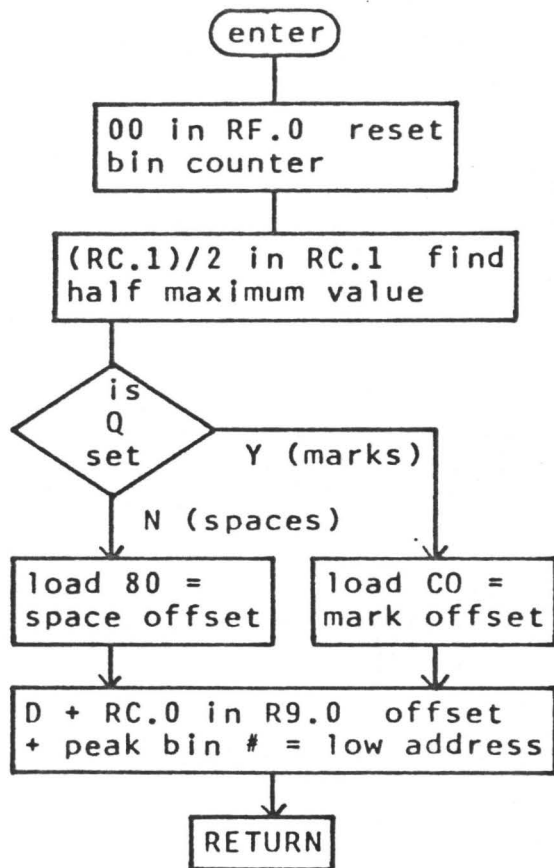 enter
00 in RF.0 reset
bin counter
(RC.1)/2 in RC.1 find
half maximum value
is
Q
set
Y (marks)
N (spaces)
load 80 =
space offset
load C0 =
mark offset
D + RC.0 in R9.0 offset
+ peak bin # = low address
RETURN